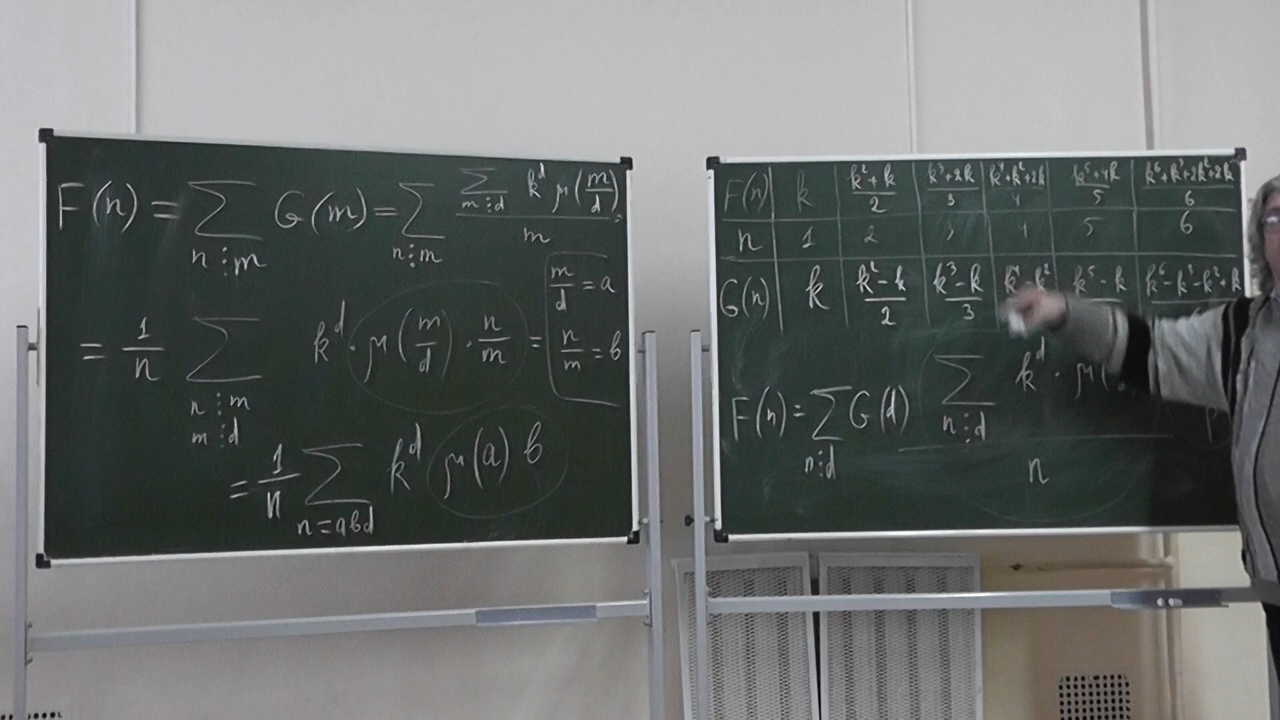 F(n) = ∑_{n⋮m} G(m) = ∑_{n⋮m} (∑_{m⋮d} k^d μ(m/d))/m =
= 1/n ∑_{n⋮m, m⋮d} k^d · μ(m/d) · n/m =
m/d = a
n/m = b
= 1/n ∑_{n=abd} k^d μ(a) b
F(n) | k | (k²+k)/2 | (k³+2k)/3 | (k⁴+k²+2k)/4 | (k⁵+4k)/5 | (k⁶+k³+2k²+2k)/6
n | 1 | 2 | 3 | 4 | 5 | 6
G(n) | k | (k²-k)/2 | (k³-k)/3 | k⁴-k² | k⁵-k | k⁶-k³-k²+k
F(n) = ∑_{n⋮d} G(d)
(∑_{n⋮d} k^d · μ(
n